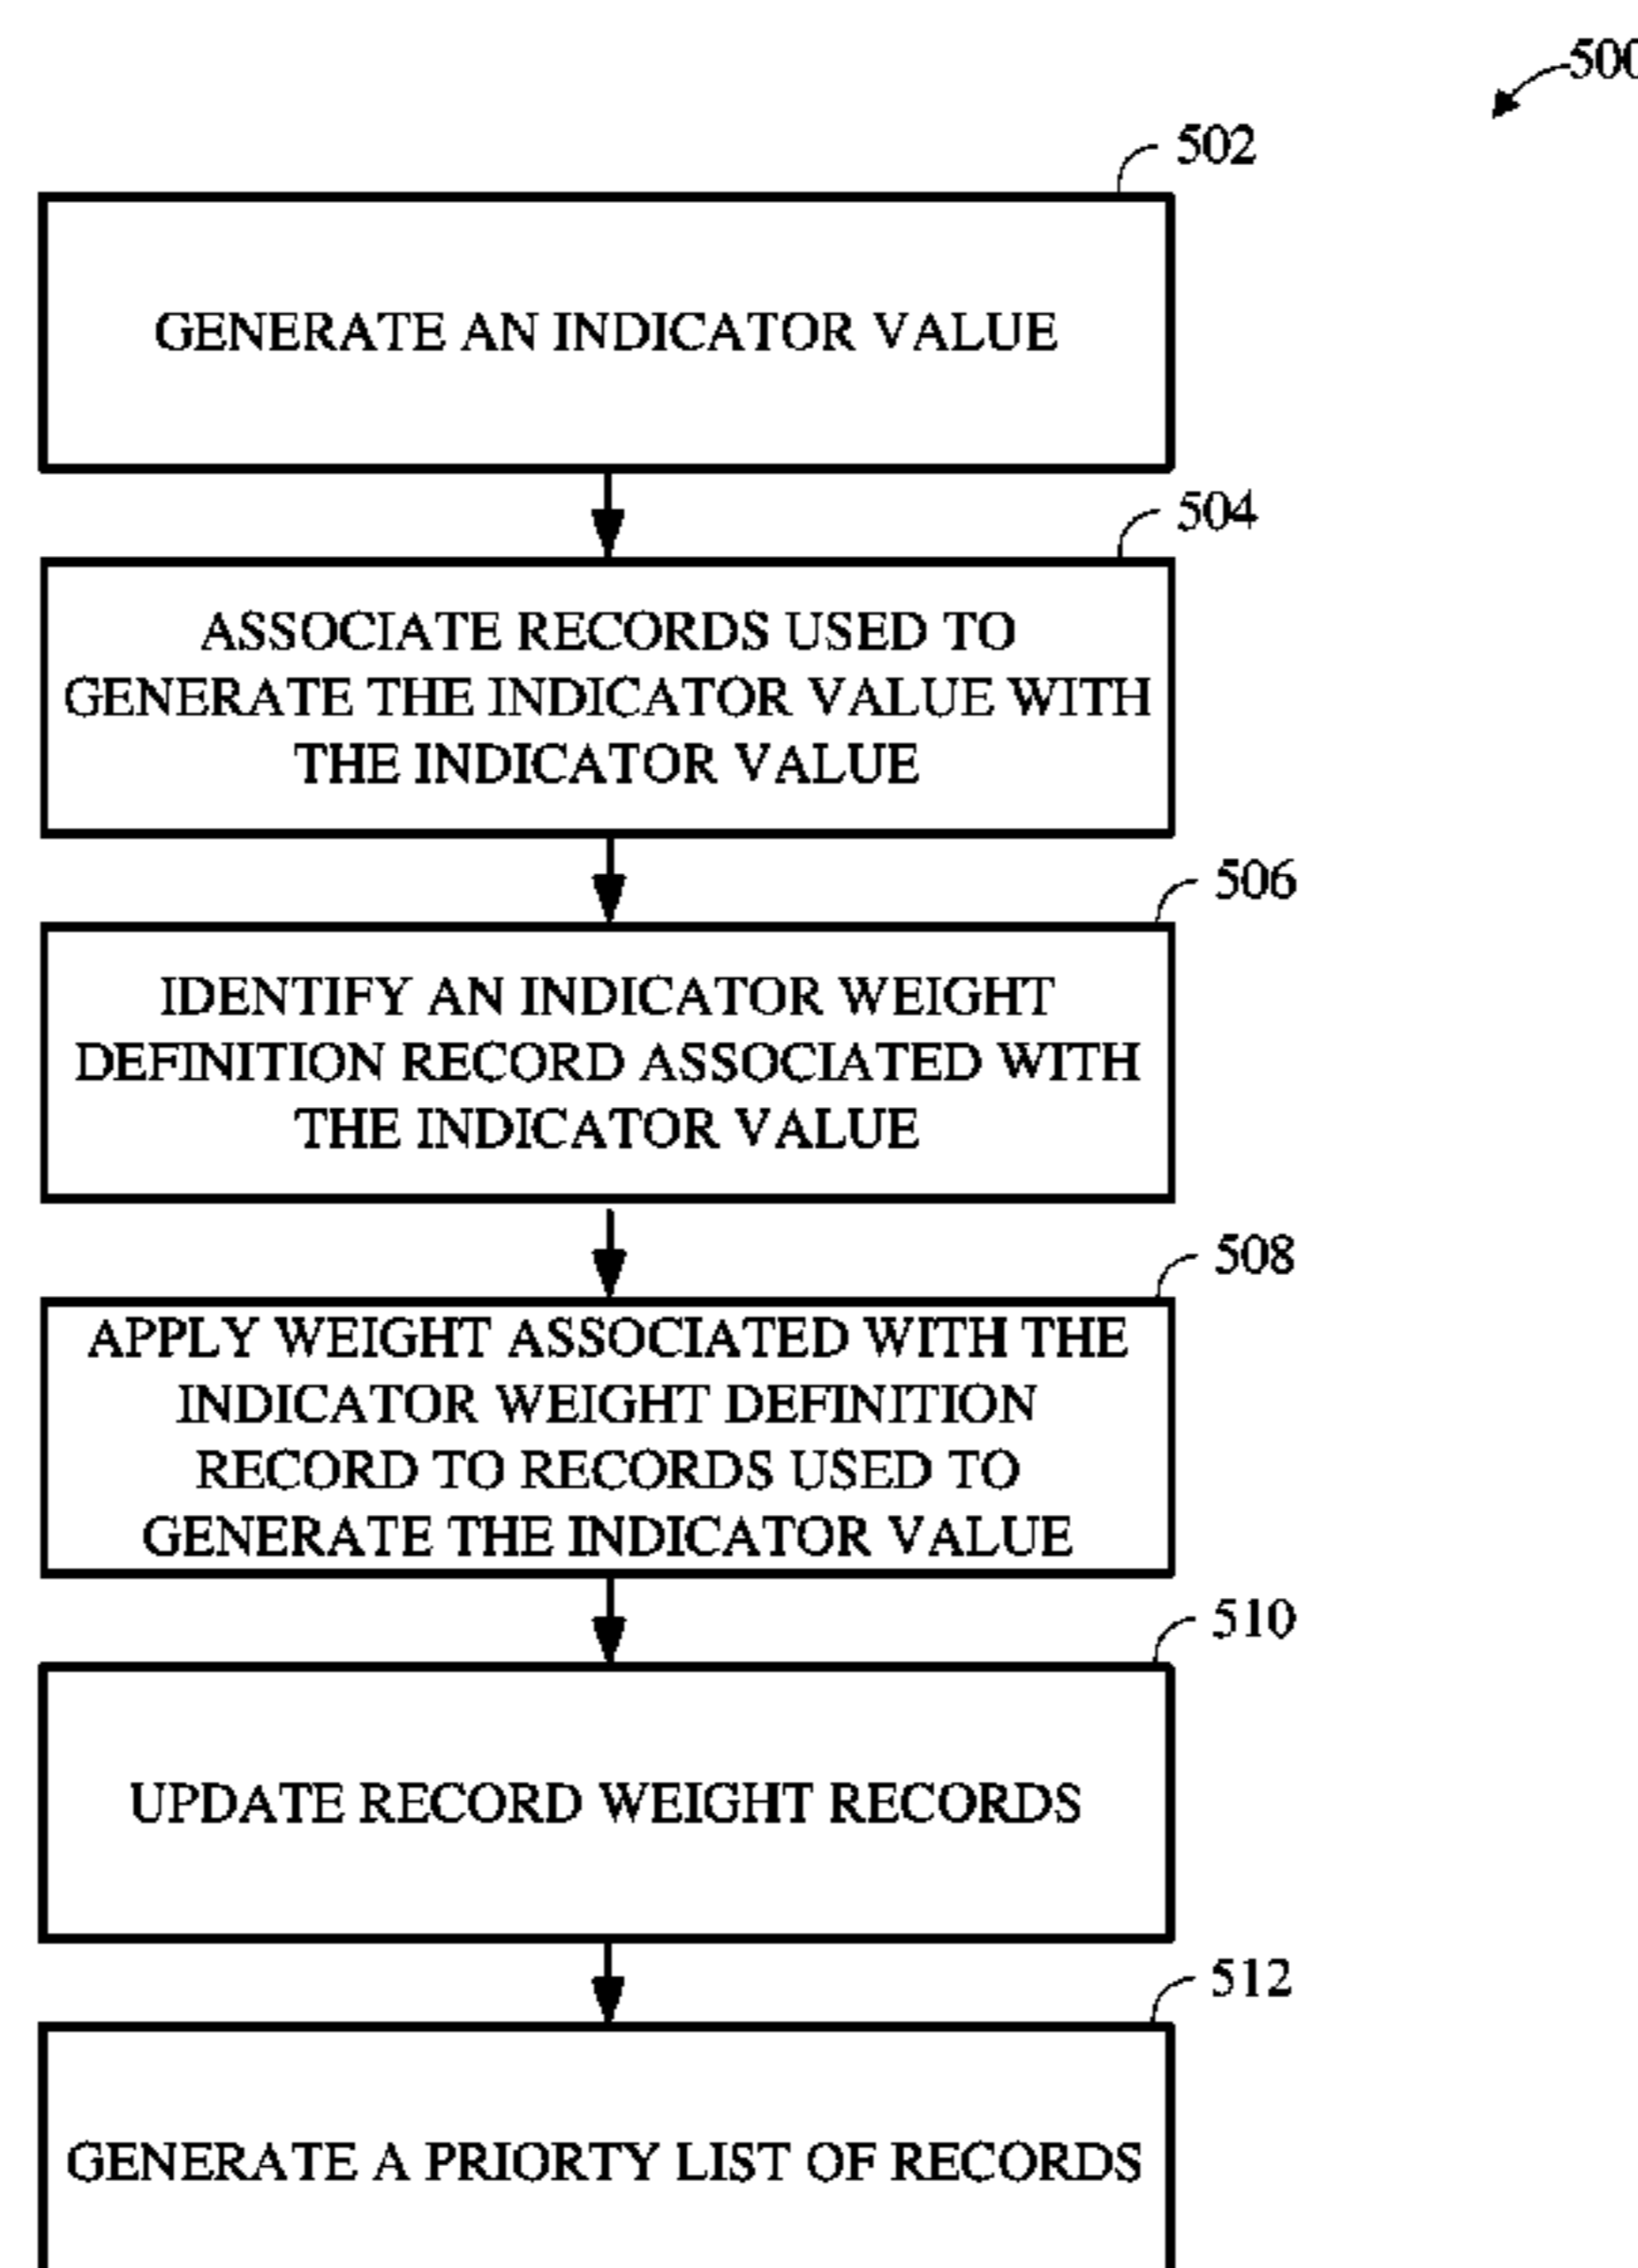 500
502
GENERATE AN INDICATOR VALUE
504
ASSOCIATE RECORDS USED TO
GENERATE THE INDICATOR VALUE WITH
THE INDICATOR VALUE
506
IDENTIFY AN INDICATOR WEIGHT
DEFINITION RECORD ASSOCIATED WITH
THE INDICATOR VALUE
508
APPLY WEIGHT ASSOCIATED WITH THE
INDICATOR WEIGHT DEFINITION
RECORD TO RECORDS USED TO
GENERATE THE INDICATOR VALUE
510
UPDATE RECORD WEIGHT RECORDS
512
GENERATE A PRIORTY LIST OF RECORDS